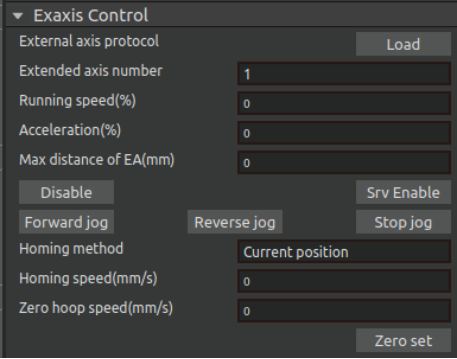 Exaxis Control
External axis protocol Load
Extended axis number 1
Running speed(%) 0
Acceleration(%) 0
Max distance of EA(mm) 0
Disable Srv Enable
Forward jog Reverse jog Stop jog
Homing method Current position
Homing speed(mm/s) 0
Zero hoop speed(mm/s) 0
Zero set